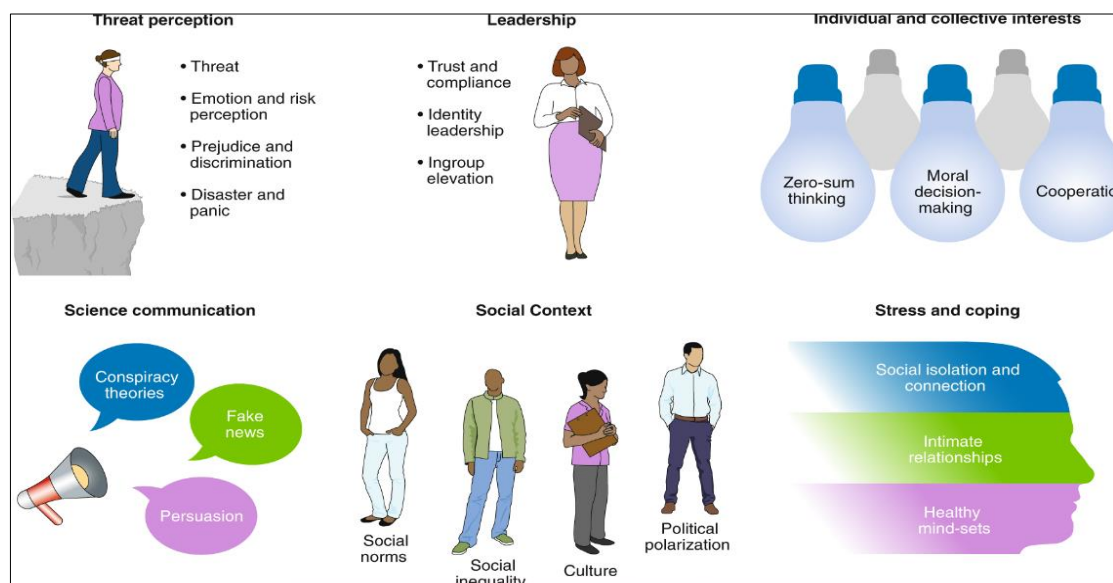 Threat perception
• Threat
• Emotion and risk
perception
• Prejudice and
discrimination
• Disaster and
panic
Leadership
• Trust and
compliance
• Identity
leadership
• Ingroup
elevation
Individual and collective interests
Zero-sum
thinking
Moral
decision-
making
Cooperatio
Science communication
Conspiracy
theories
Fake
news
Persuasion
Social Context
Social
norms
Social
inequality
Culture
Political
polarization
Stress and coping
Social isolation and
connection
Intimate
relationships
Healthy
mind-sets